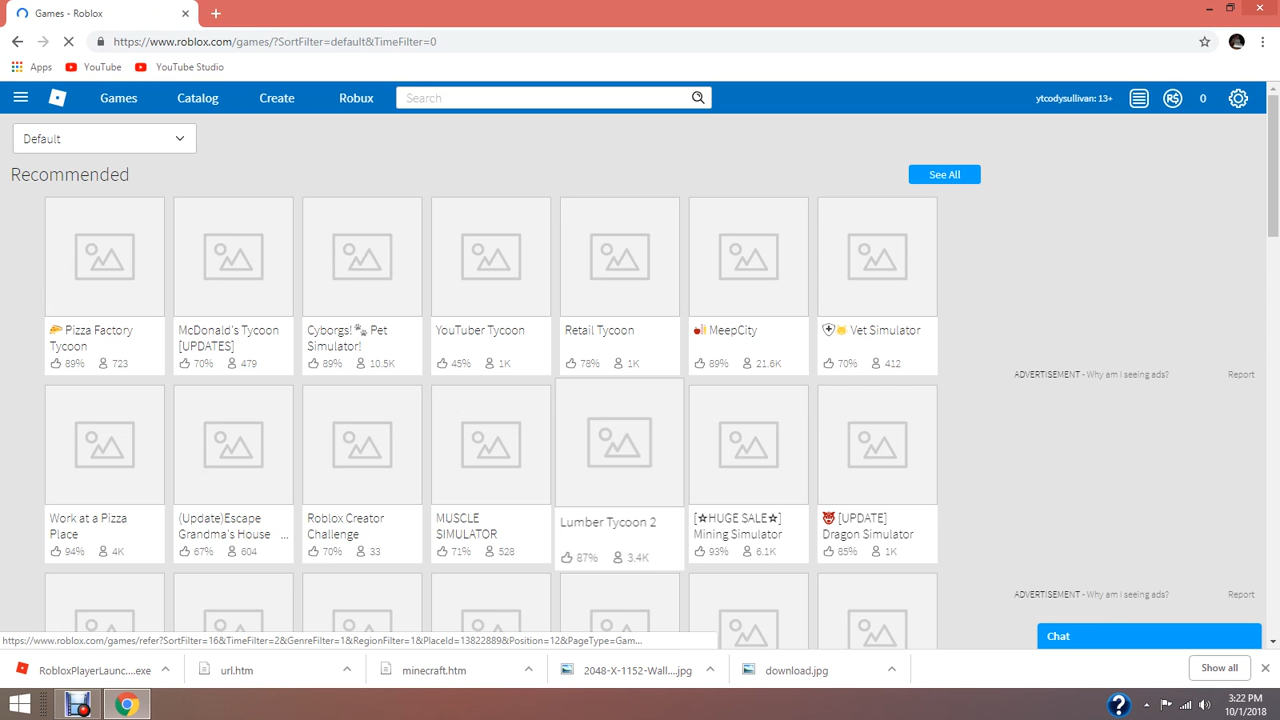 Games - Roblox
https://www.roblox.com/games/?SortFilter=default&TimeFilter=0
Apps YouTube YouTube Studio
Games Catalog Create Robux Search ytcodysullivan: 13+ R$ 0
Default
Recommended See All
Pizza Factory Tycoon
89% 723
McDonald's Tycoon [UPDATES]
70% 479
Cyborgs! 🐾 Pet Simulator!
89% 10.5K
YouTuber Tycoon
45% 1K
Retail Tycoon
78% 1K
MeepCity
89% 21.6K
Vet Simulator
70% 412
ADVERTISEMENT - Why am I seeing ads? Report
Work at a Pizza Place
94% 4K
(Update)Escape Grandma's House ...
67% 604
Roblox Creator Challenge
70% 33
MUSCLE SIMULATOR
71% 528
Lumber Tycoon 2
87% 3.4K
[☆HUGE SALE☆] Mining Simulator
93% 6.1K
[UPDATE] Dragon Simulator
85% 1K
ADVERTISEMENT - Why am I seeing ads? Report
https://www.roblox.com/games/refer?SortFilter=16&TimeFilter=2&GenreFilter=1&RegionFilter=1&PlaceId=13822889&Position=12&PageType=Gam...
Chat
RobloxPlayerLaunc....exe url.htm minecraft.htm 2048-X-1152-Wall....jpg download.jpg Show all
3:22 PM
10/1/2018